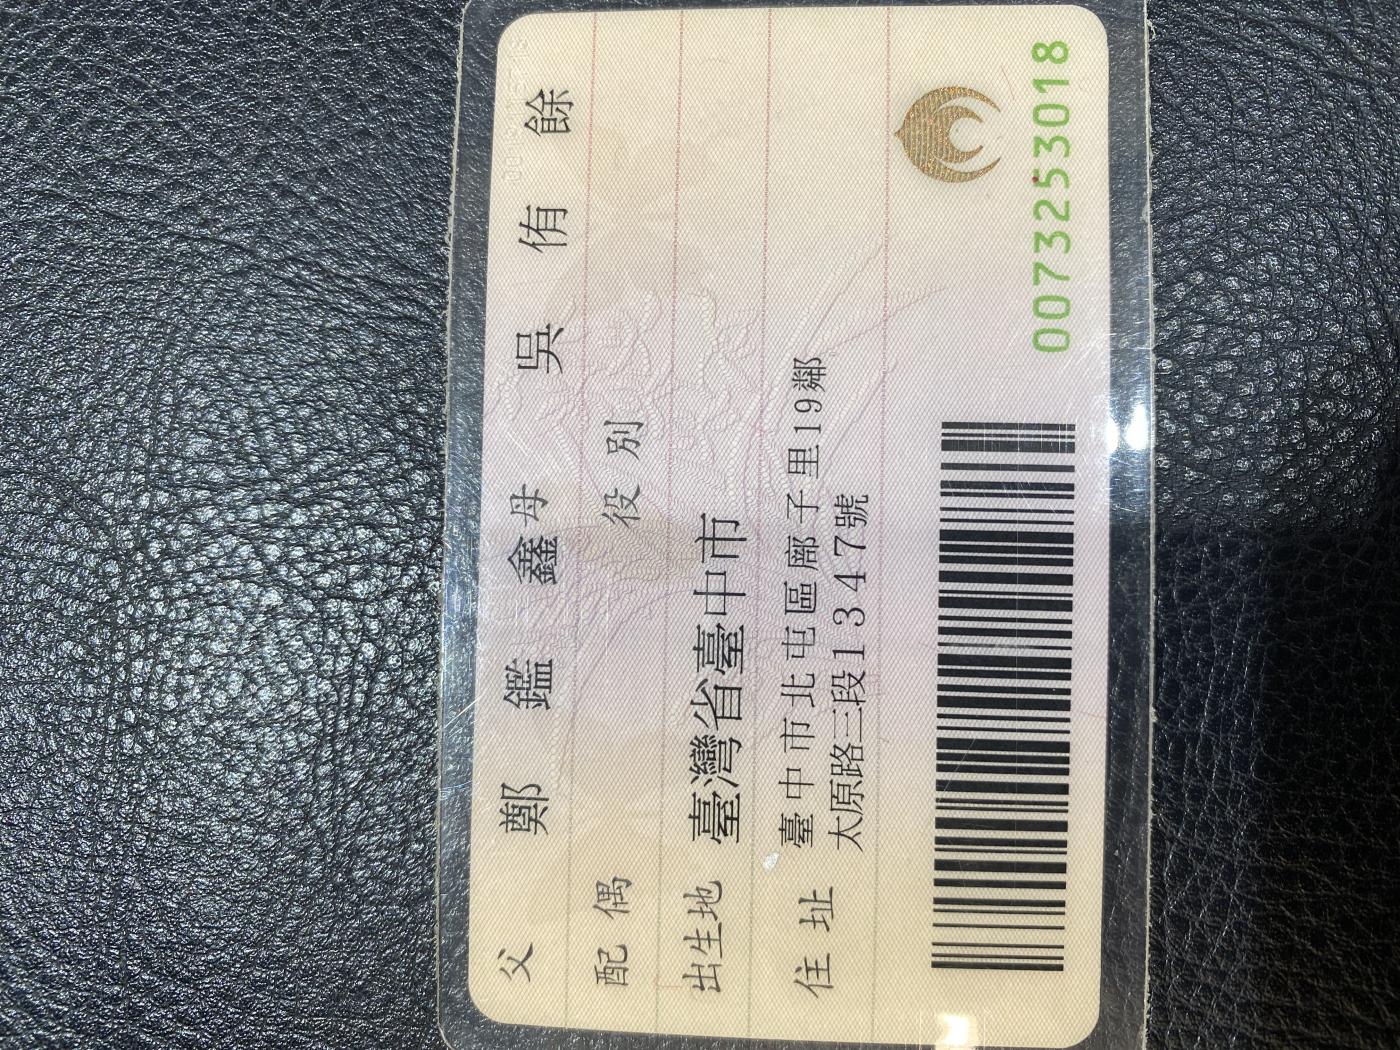 父 鄭鑑鑫 母 吳侑餘
配偶 役別
出生地 臺灣省臺中市
住址 臺中市北屯區廍子里19鄰
太原路三段1347號
0073253018